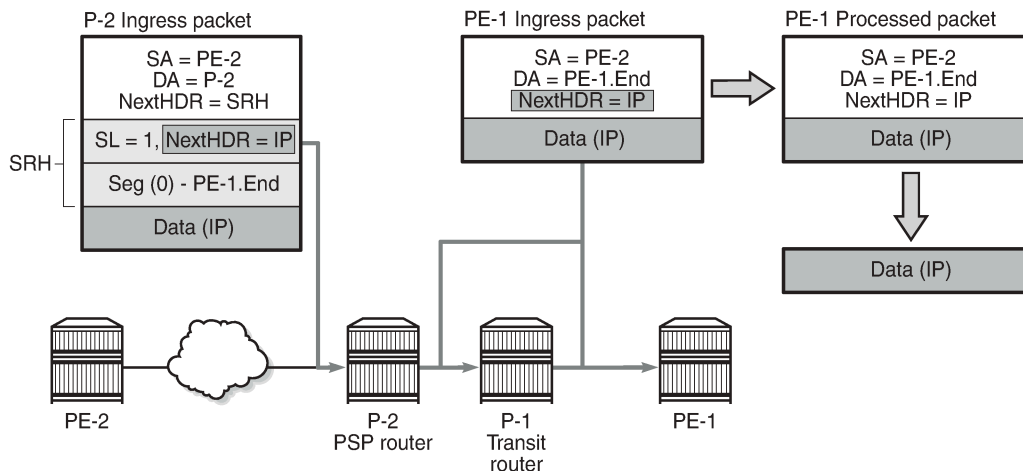 P-2 Ingress packet
SA = PE-2
DA = P-2
NextHDR = SRH
SRH
SL = 1, NextHDR = IP
Seg (0) - PE-1.End
Data (IP)
PE-1 Ingress packet
SA = PE-2
DA = PE-1.End
NextHDR = IP
Data (IP)
PE-1 Processed packet
SA = PE-2
DA = PE-1.End
NextHDR = IP
Data (IP)
Data (IP)
PE-2
P-2
PSP router
P-1
Transit
router
PE-1